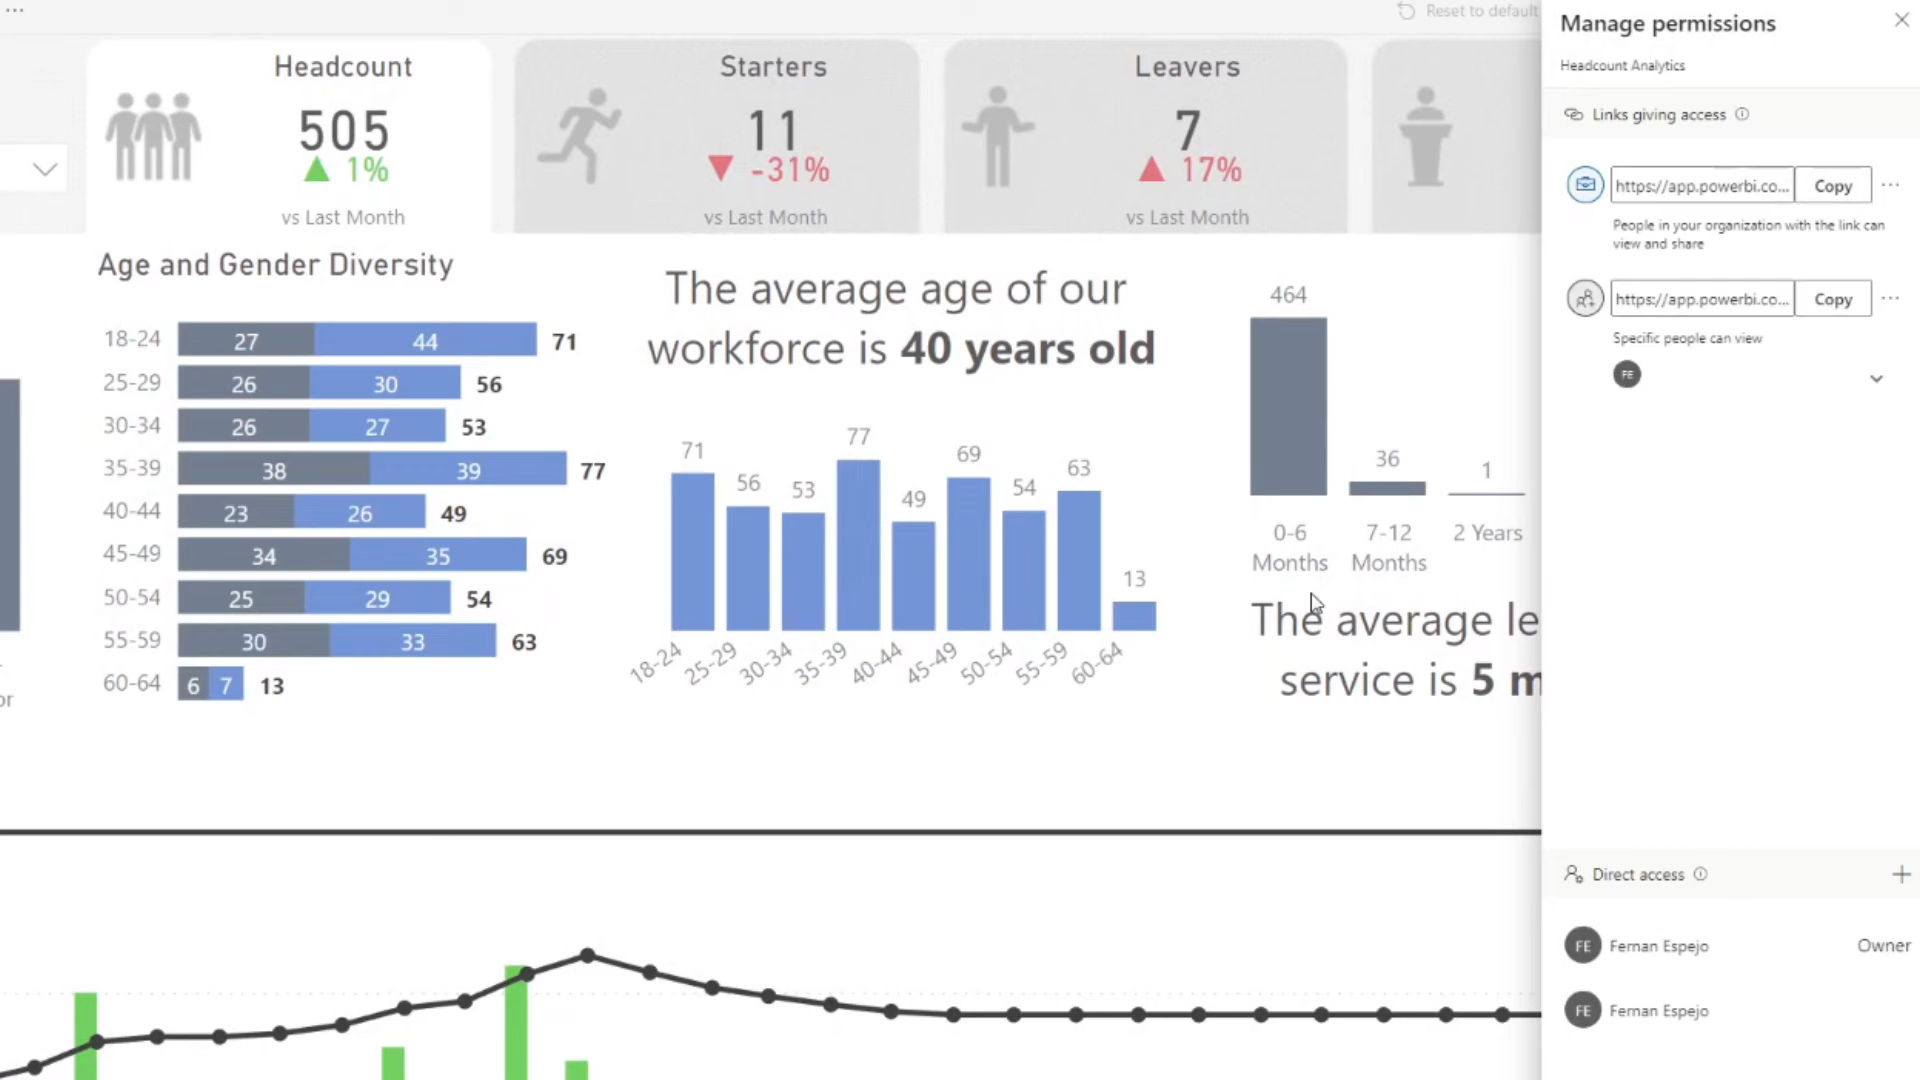 ...
Reset to default
Headcount
505
1%
vs Last Month
Starters
11
-31%
vs Last Month
Leavers
7
17%
vs Last Month
Age and Gender Diversity
18-24 27 44 71
25-29 26 30 56
30-34 26 27 53
35-39 38 39 77
40-44 23 26 49
45-49 34 35 69
50-54 25 29 54
55-59 30 33 63
60-64 6 7 13
or
The average age of our
workforce is 40 years old
71 56 53 77 49 69 54 63 13
18-24 25-29 30-34 35-39 40-44 45-49 50-54 55-59 60-64
464 36 1
0-6 7-12 2 Years
Months Months
The average le
service is 5 m
Manage permissions
Headcount Analytics
Links giving access
https://app.powerbi.co... Copy ...
People in your organization with the link can
view and share
https://app.powerbi.co... Copy ...
Specific people can view
FE
Direct access
FE Fernan Espejo Owner
FE Fernan Espejo